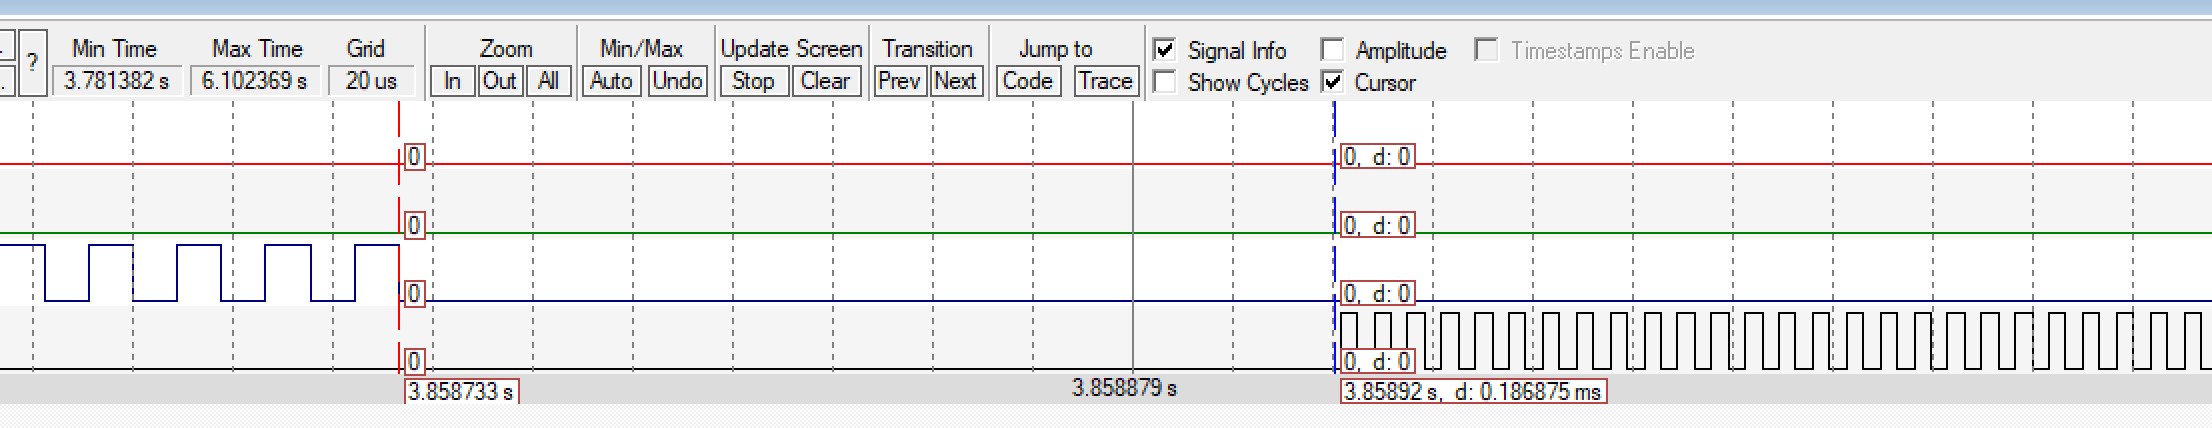 ?
Min Time
Max Time
Grid
Zoom
Min/Max
Update Screen
Transition
Jump to
Signal Info
Amplitude
Timestamps Enable
3.781382 s
6.102369 s
20 us
In
Out
All
Auto
Undo
Stop
Clear
Prev
Next
Code
Trace
Show Cycles
Cursor
0
0, d: 0
0
0, d: 0
0
0, d: 0
0
0, d: 0
3.858733 s
3.858879 s
3.85892 s, d: 0.186875 ms